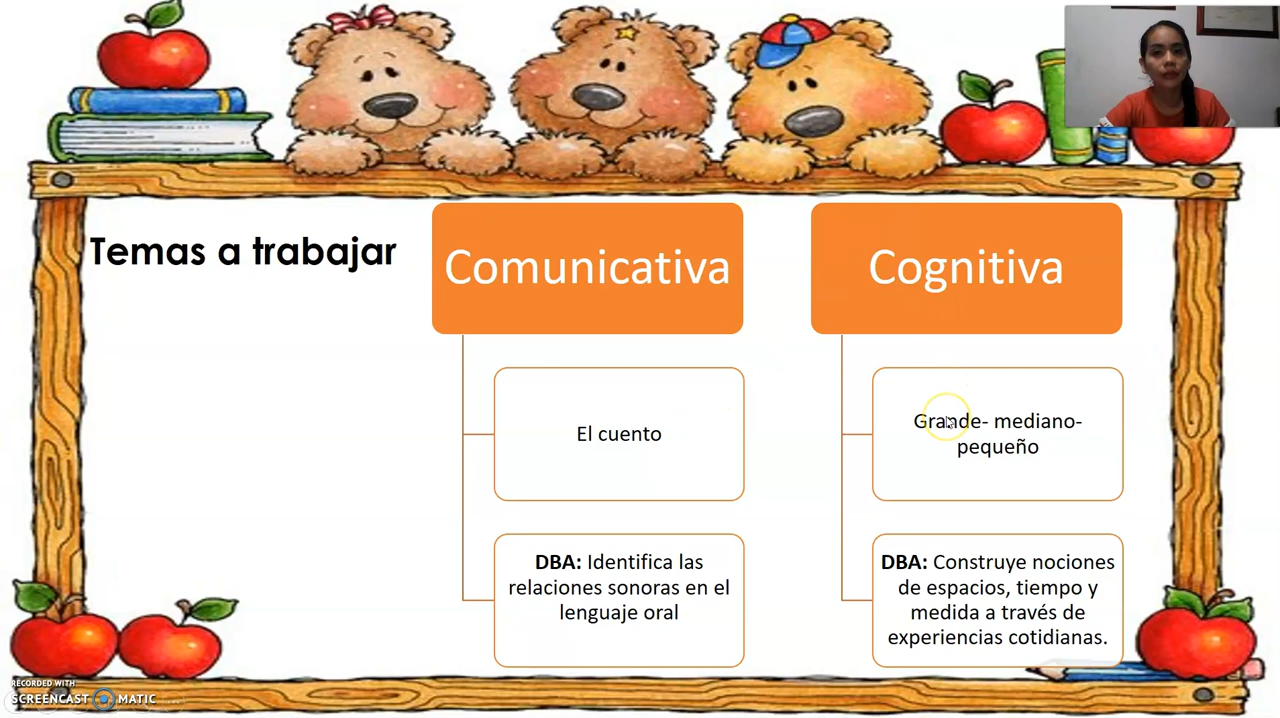 Temas a trabajar
Comunicativa
El cuento
DBA: Identifica las
relaciones sonoras en el
lenguaje oral
Cognitiva
Grande- mediano-
pequeño
DBA: Construye nociones
de espacios, tiempo y
medida a través de
experiencias cotidianas.
RECORDED WITH
SCREENCAST MATIC